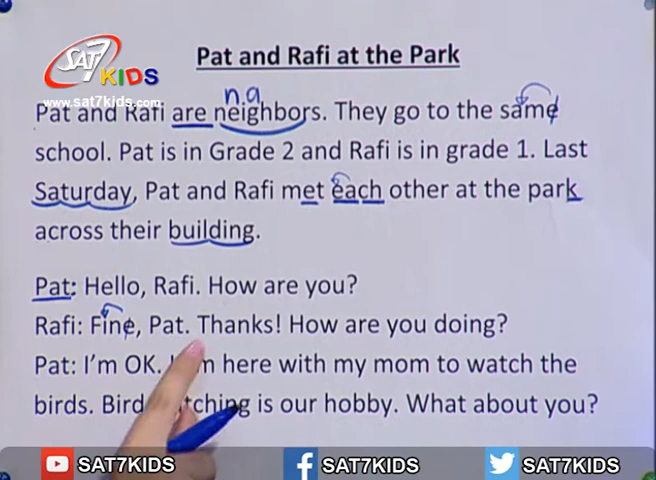 Pat and Rafi at the Park
SAT 7 KIDS
www.sat7kids.com
n.a
Pat and Rafi are neighbors. They go to the same
school. Pat is in Grade 2 and Rafi is in grade 1. Last
Saturday, Pat and Rafi met each other at the park
across their building.
Pat: Hello, Rafi. How are you?
Rafi: Fine, Pat. Thanks! How are you doing?
Pat: I'm OK. here with my mom to watch the
birds. is our hobby. What about you?
SAT7KIDS SAT7KIDS SAT7KIDS